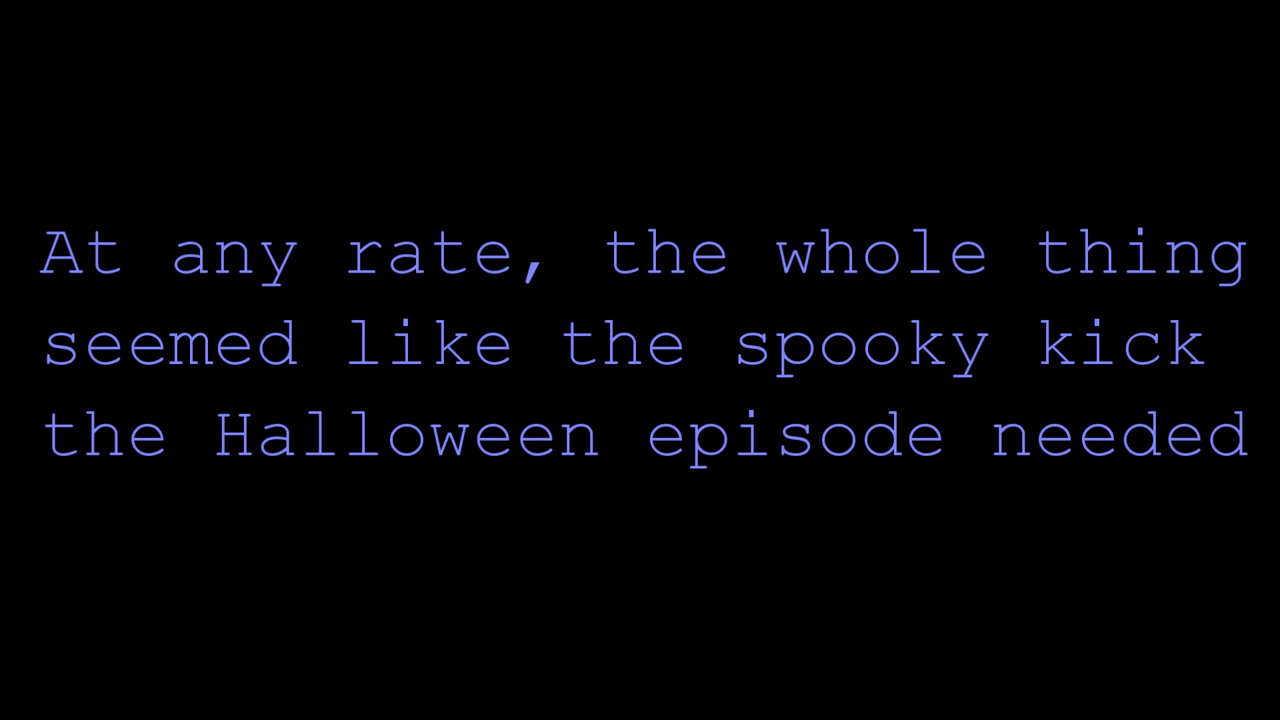 At any rate, the whole thing
seemed like the spooky kick
the Halloween episode needed